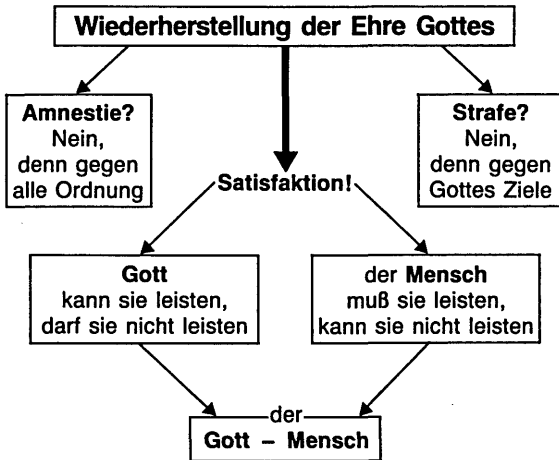 Wiederherstellung der Ehre Gottes
Amnestie?
Nein,
denn gegen
alle Ordnung
Strafe?
Nein,
denn gegen
Gottes Ziele
Satisfaktion!
Gott
kann sie leisten,
darf sie nicht leisten
der Mensch
muß sie leisten,
kann sie nicht leisten
der
Gott – Mensch